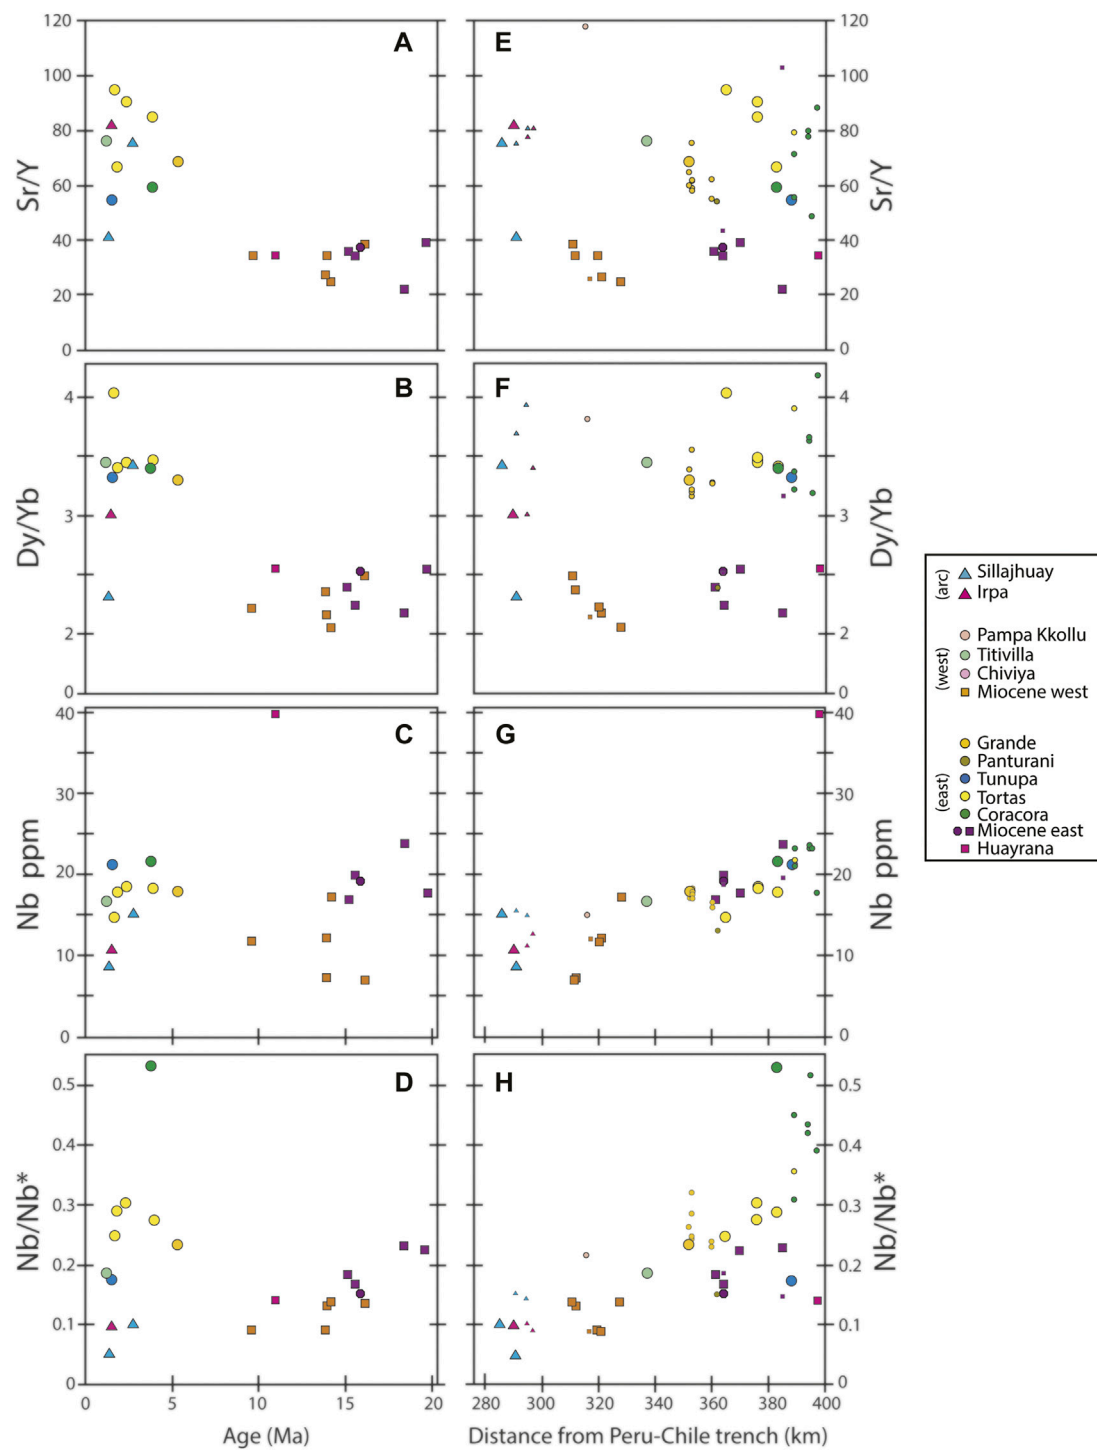 120
100
80
60
40
20
0
Sr/Y
A
E
120
100
80
60
40
20
0
Sr/Y
4
3
2
0
Dy/Yb
B
F
4
3
2
0
Dy/Yb
40
30
20
10
0
Nb ppm
C
G
40
30
20
10
0
Nb ppm
0.5
0.4
0.3
0.2
0.1
0
Nb/Nb*
D
H
0.5
0.4
0.3
0.2
0.1
0
Nb/Nb*
0 5 10 15 20
280 300 320 340 360 380 400
Age (Ma)
Distance from Peru-Chile trench (km)
(arc)
Sillajhuay
Irpa
(west)
Pampa Kkollu
Titivilla
Chiviya
Miocene west
(east)
Grande
Panturani
Tunupa
Tortas
Coracora
Miocene east
Huayrana